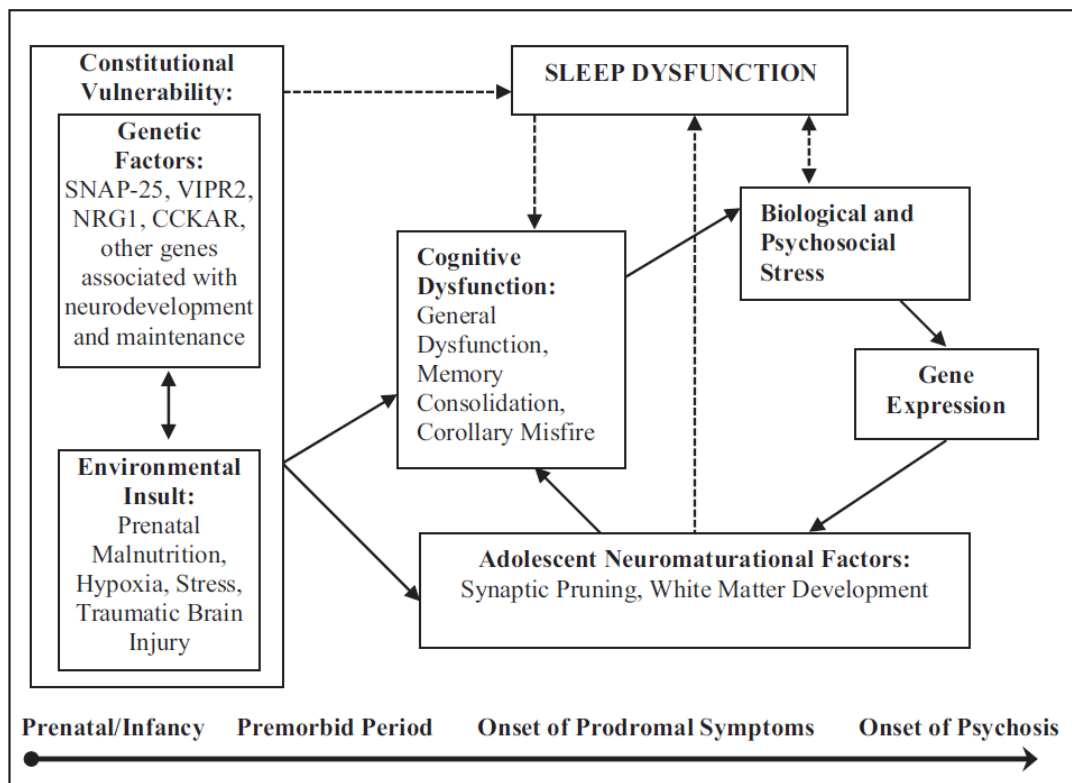 Constitutional
Vulnerability:
Genetic
Factors:
SNAP-25, VIPR2,
NRG1, CCKAR,
other genes
associated with
neurodevelopment
and maintenance
Environmental
Insult:
Prenatal
Malnutrition,
Hypoxia, Stress,
Traumatic Brain
Injury
SLEEP DYSFUNCTION
Cognitive
Dysfunction:
General
Dysfunction,
Memory
Consolidation,
Corollary Misfire
Biological and
Psychosocial
Stress
Gene
Expression
Adolescent Neuromaturational Factors:
Synaptic Pruning, White Matter Development
Prenatal/Infancy Premorbid Period Onset of Prodromal Symptoms Onset of Psychosis